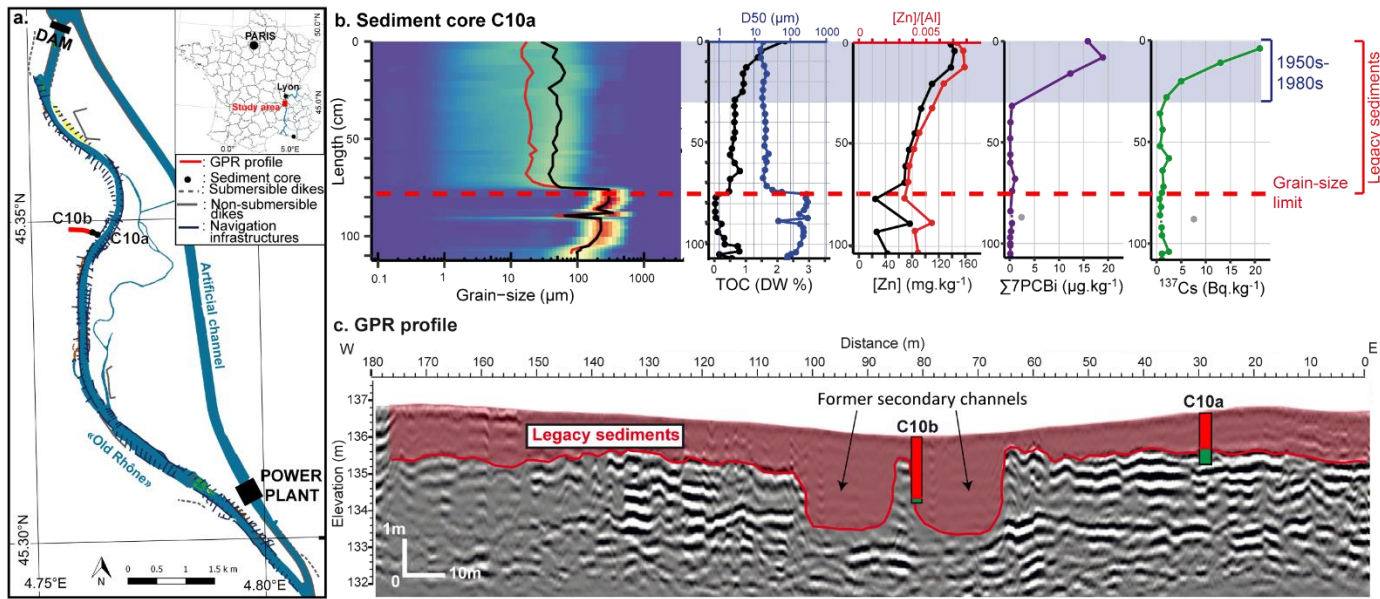 a.
DAM
PARIS
Lyon
Study area
50.0°N
45.0°N
0.0°
5.0°E
: GPR profile
: Sediment core
: Submersible dikes
: Non-submersible
dikes
: Navigation
infrastructures
45.35°N
C10b
C10a
Artificial channel
«Old Rhône»
POWER
PLANT
45.30°N
N
0 0.5 1 1.5 km
4.75°E
4.80°E
b. Sediment core C10a
Length (cm)
0
50
100
0.1 1 10 100 1000
Grain-size (µm)
D50 (µm)
1 10 100 1000
0 1 2 3
TOC (DW %)
[Zn]/[Al]
0.005
0
50
100
0 40 80 120 160
[Zn] (mg.kg-1)
0 5 10 15 20
∑7PCBi (µg.kg-1)
0
50
100
0 5 10 15 20
137Cs (Bq.kg-1)
1950s-
1980s
Legacy sediments
Grain-size
limit
c. GPR profile
W
Distance (m)
E
180 170 160 150 140 130 120 110 100 90 80 70 60 50 40 30 20 10 0
Elevation (m)
137
136
135
134
133
132
Legacy sediments
Former secondary channels
C10b
C10a
1m
0
10m